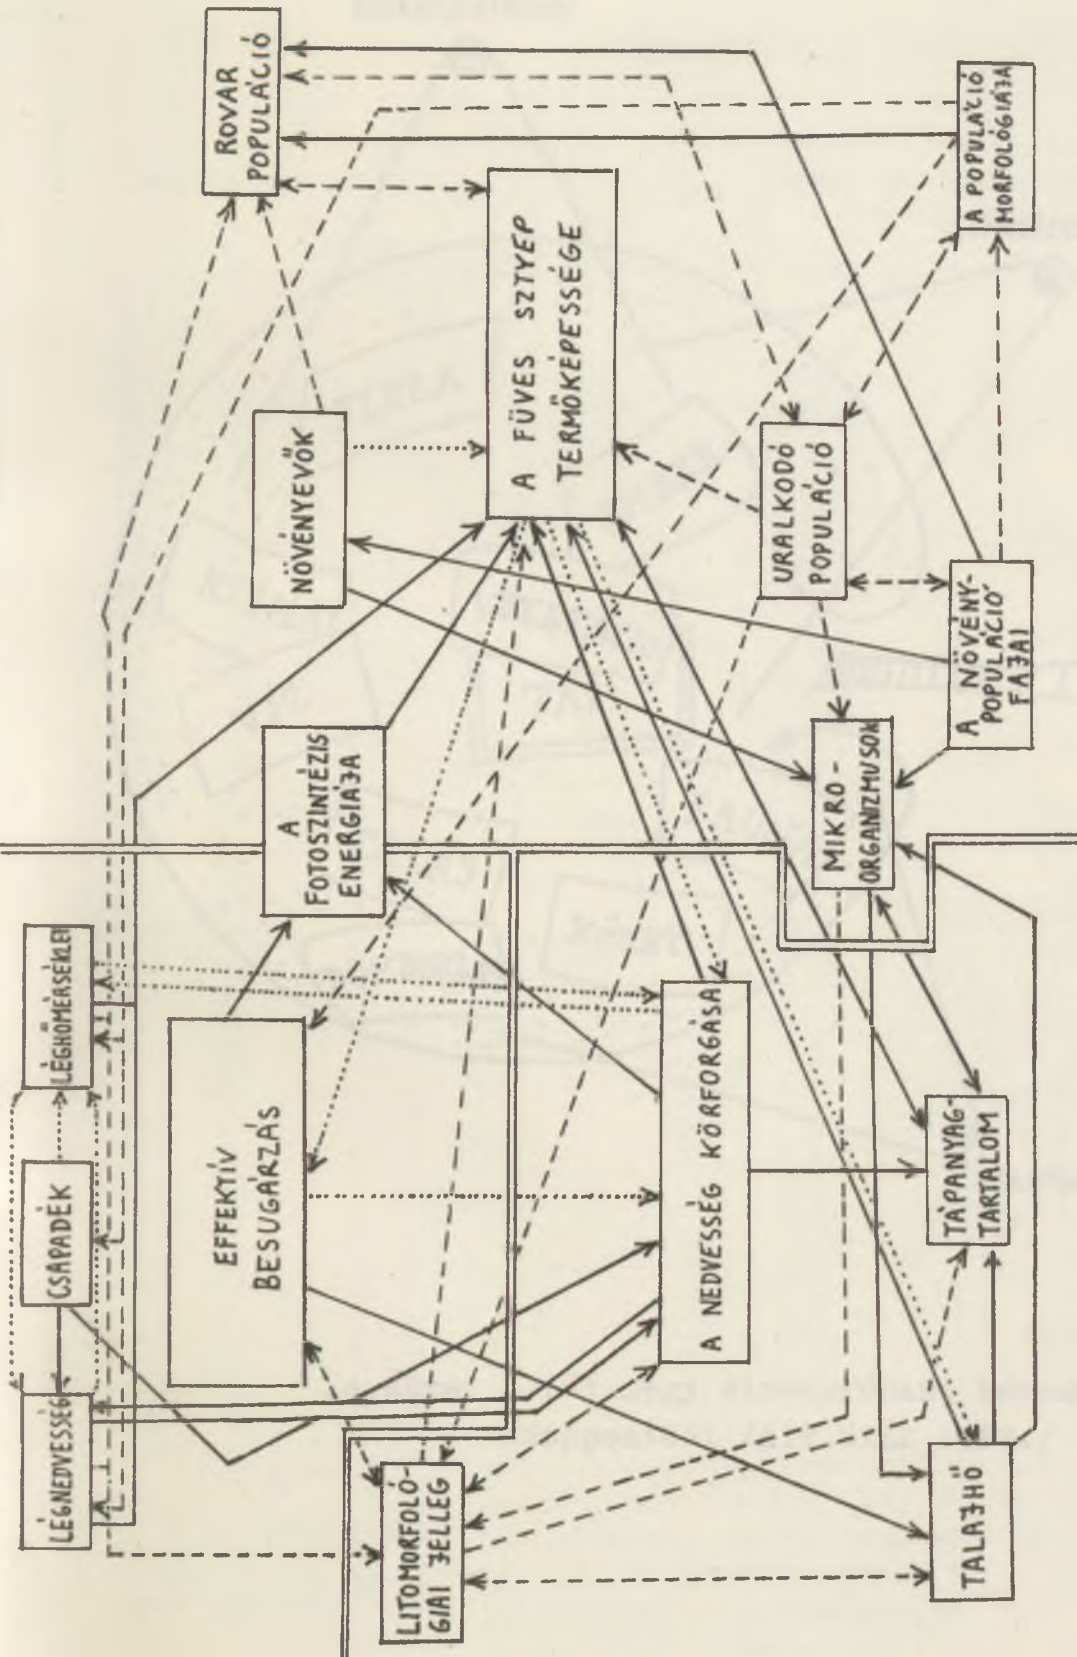 LÉGNEDVESSÉG
CSAPADÉK
LÉGHŐMÉRSÉKLET
EFFEKTÍV
BESUGÁRZÁS
A
FOTOSZINTÉZIS
ENERGIÁJA
NÖVÉNYEVŐK
ROVAR
POPULÁCIÓ
A FÜVES SZTYEP
TERMŐKÉPESSÉGE
LITOMORFOLÓ-
GIAI JELLEG
A NEDVESSÉG KÖRFORGÁSA
MIKRO-
ORGANIZMUSOK
URALKODÓ
POPULÁCIÓ
A POPULÁCIÓ
MORFOLÓGIÁJA
TALAJHŐ
TÁPANYAG-
TARTALOM
A NÖVÉNY-
POPULÁCIÓ
FAJAI